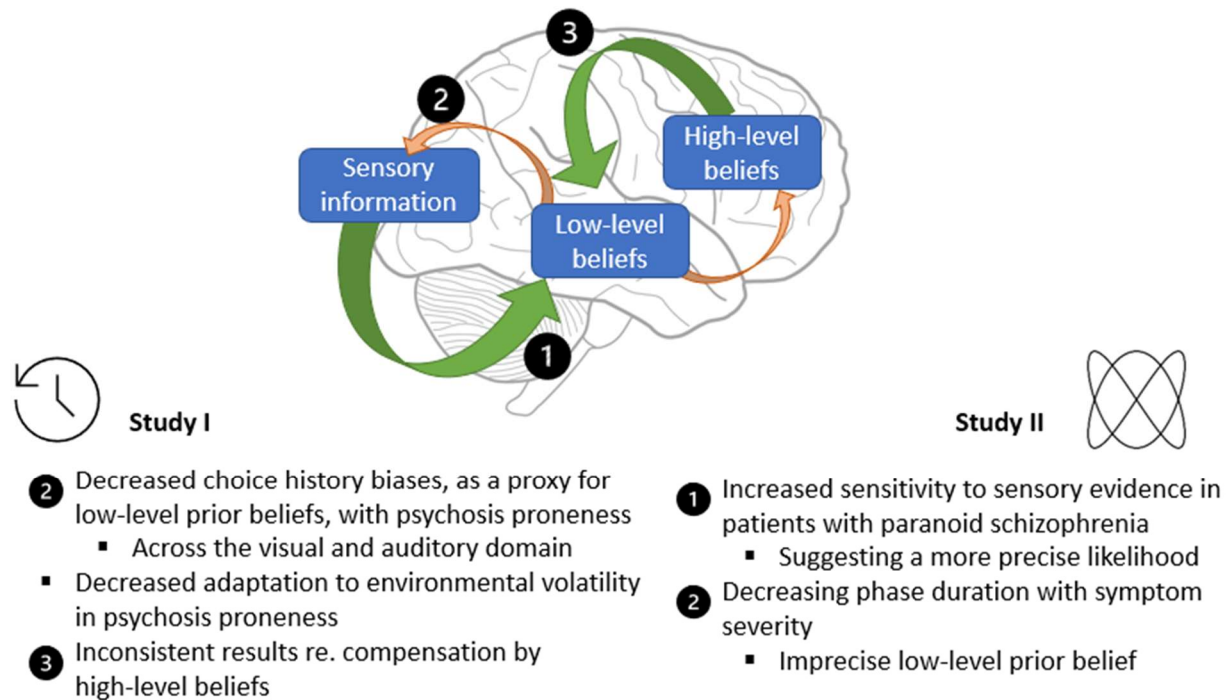 3
2
High-level
beliefs
Sensory
information
Low-level
beliefs
1
Study I
2 Decreased choice history biases, as a proxy for
low-level prior beliefs, with psychosis proneness
▪ Across the visual and auditory domain
▪ Decreased adaptation to environmental volatility
in psychosis proneness
3 Inconsistent results re. compensation by
high-level beliefs
Study II
1 Increased sensitivity to sensory evidence in
patients with paranoid schizophrenia
▪ Suggesting a more precise likelihood
2 Decreasing phase duration with symptom
severity
▪ Imprecise low-level prior belief